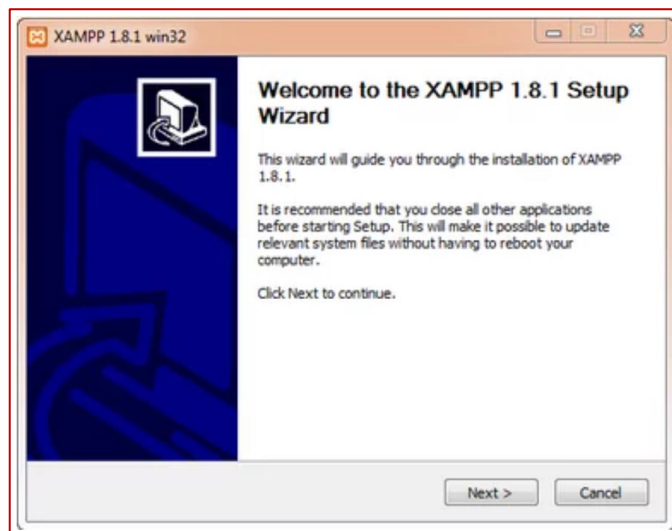 XAMPP 1.8.1 win32
Welcome to the XAMPP 1.8.1 Setup
Wizard
This wizard will guide you through the installation of XAMPP
1.8.1.
It is recommended that you close all other applications
before starting Setup. This will make it possible to update
relevant system files without having to reboot your
computer.
Click Next to continue.
Next >
Cancel